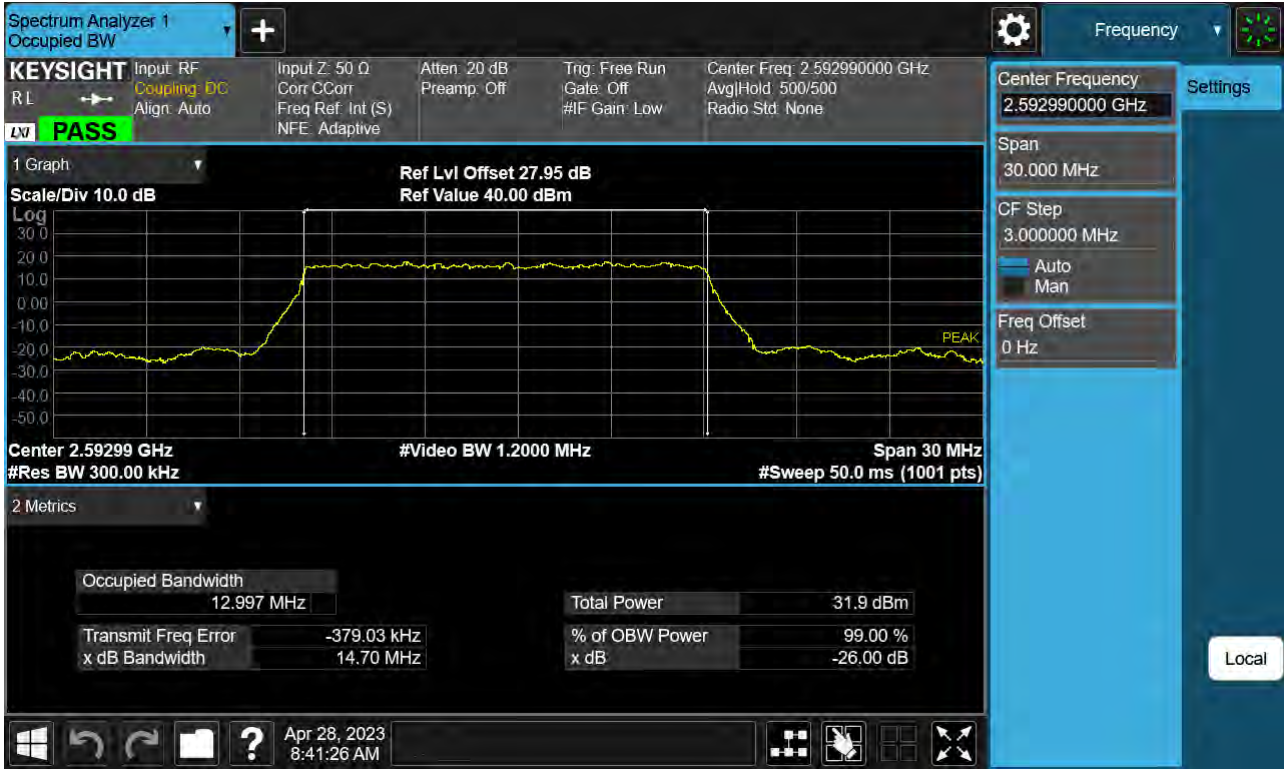 Spectrum Analyzer 1
Occupied BW
+
Frequency
KEYSIGHT
RL
LXI
PASS
Input: RF
Coupling: DC
Align: Auto
Input Z: 50 Ω
Corr CCorr
Freq Ref: Int (S)
NFE: Adaptive
Atten: 20 dB
Preamp: Off
Trig: Free Run
Gate: Off
#IF Gain: Low
Center Freq: 2.592990000 GHz
Avg|Hold: 500/500
Radio Std: None
1 Graph
Scale/Div 10.0 dB
Ref Lvl Offset 27.95 dB
Ref Value 40.00 dBm
Log
30.0
20.0
10.0
0.00
-10.0
-20.0
-30.0
-40.0
-50.0
PEAK
Center 2.59299 GHz
#Video BW 1.2000 MHz
Span 30 MHz
#Res BW 300.00 kHz
#Sweep 50.0 ms (1001 pts)
2 Metrics
Occupied Bandwidth
12.997 MHz
Total Power 31.9 dBm
Transmit Freq Error -379.03 kHz
% of OBW Power 99.00 %
x dB Bandwidth 14.70 MHz
x dB -26.00 dB
Center Frequency
2.592990000 GHz
Settings
Span
30.000 MHz
CF Step
3.000000 MHz
Auto
Man
Freq Offset
0 Hz
Local
?
Apr 28, 2023
8:41:26 AM